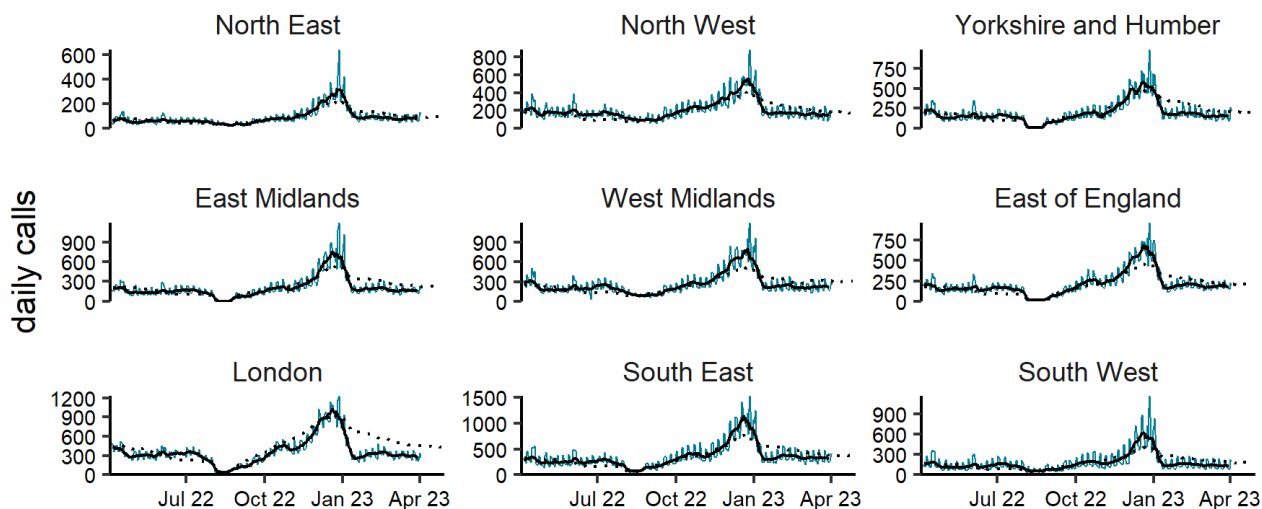 North East
North West
Yorkshire and Humber
600
400
200
0
800
600
400
200
0
750
500
250
0
East Midlands
West Midlands
East of England
900
600
300
0
900
600
300
0
750
500
250
0
daily calls
London
South East
South West
1200
900
600
300
0
1500
1000
500
0
900
600
300
0
Jul 22 Oct 22 Jan 23 Apr 23
Jul 22 Oct 22 Jan 23 Apr 23
Jul 22 Oct 22 Jan 23 Apr 23